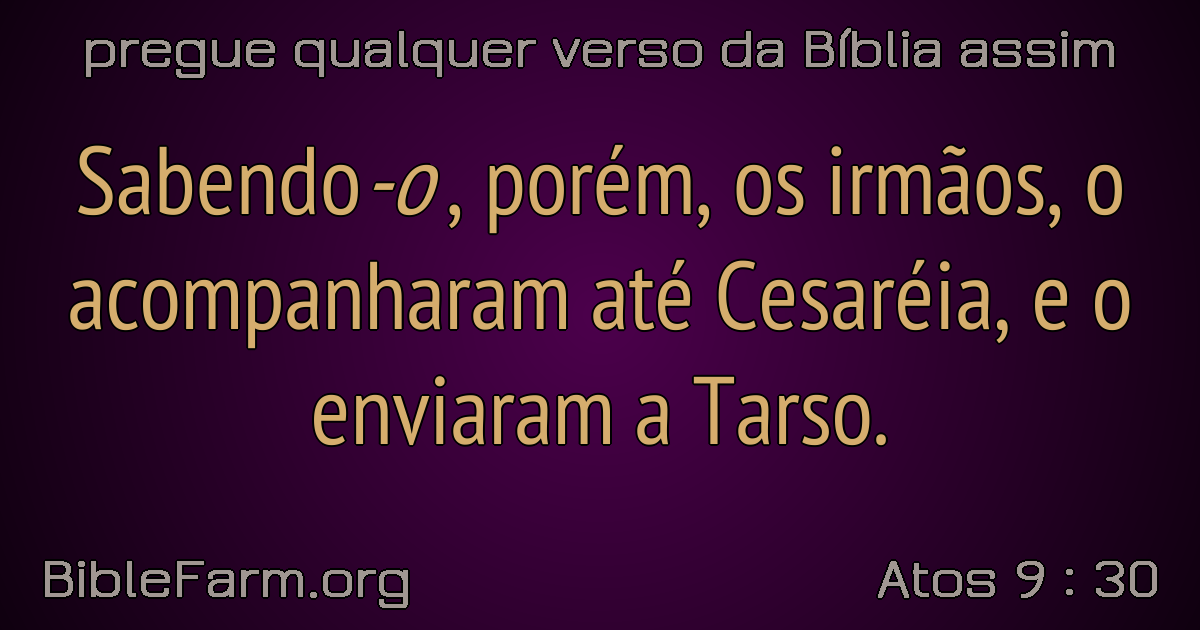 pregue qualquer verso da Bíblia assim
Sabendo-o, porém, os irmãos, o
acompanharam até Cesaréia, e o
enviaram a Tarso.
BibleFarm.org
Atos 9 : 30